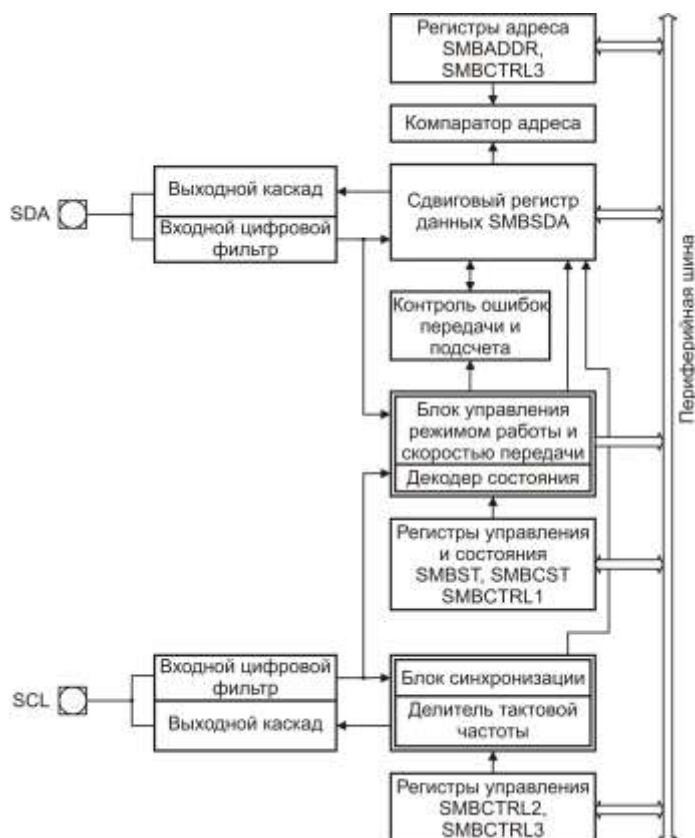 Регистры адреса
SMBADDR,
SMBCTRL3
Компаратор адреса
SDA
Выходной каскад
Входной цифровой
фильтр
Сдвиговый регистр
данных SMBSDA
Контроль ошибок
передачи и
подсчета
Блок управления
режимом работы и
скоростью передачи
Декодер состояния
Регистры управления
и состояния
SMBST, SMBCST
SMBCTRL1
SCL
Входной цифровой
фильтр
Выходной каскад
Блок синхронизации
Делитель тактовой
частоты
Регистры управления
SMBCTRL2,
SMBCTRL3
Периферийная шина